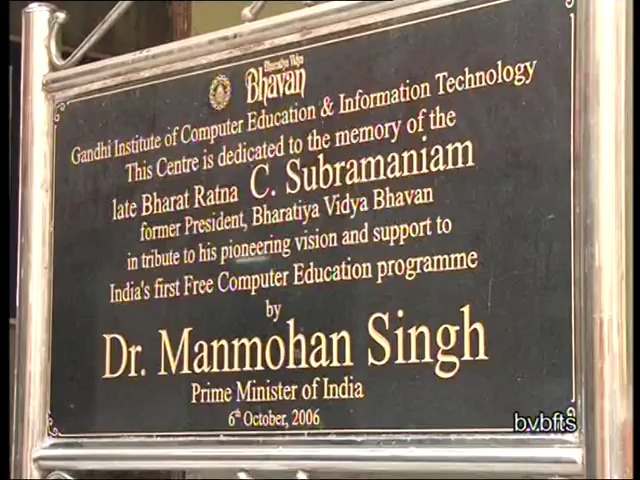 Bharatiya Vidya
Bhavan
Gandhi Institute of Computer Education & Information Technology
This Centre is dedicated to the memory of the
late Bharat Ratna C. Subramaniam
former President, Bharatiya Vidya Bhavan
in tribute to his pioneering vision and support to
India's first Free Computer Education programme
by
Dr. Manmohan Singh
Prime Minister of India
6th October, 2006
bvbfts